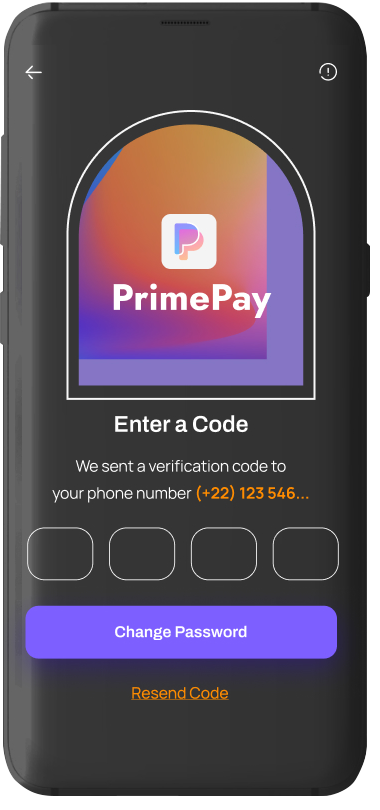 PrimePay
Enter a Code
We sent a verification code to
your phone number (+22) 123 546...
Change Password
Resend Code